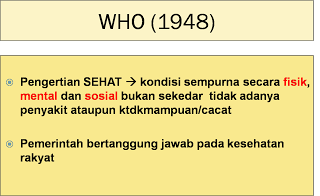 WHO (1948)
Pengertian SEHAT → kondisi sempurna secara fisik,
mental dan sosial bukan sekedar tidak adanya
penyakit ataupun ktdkmampuan/cacat
Pemerintah bertanggung jawab pada kesehatan
rakyat